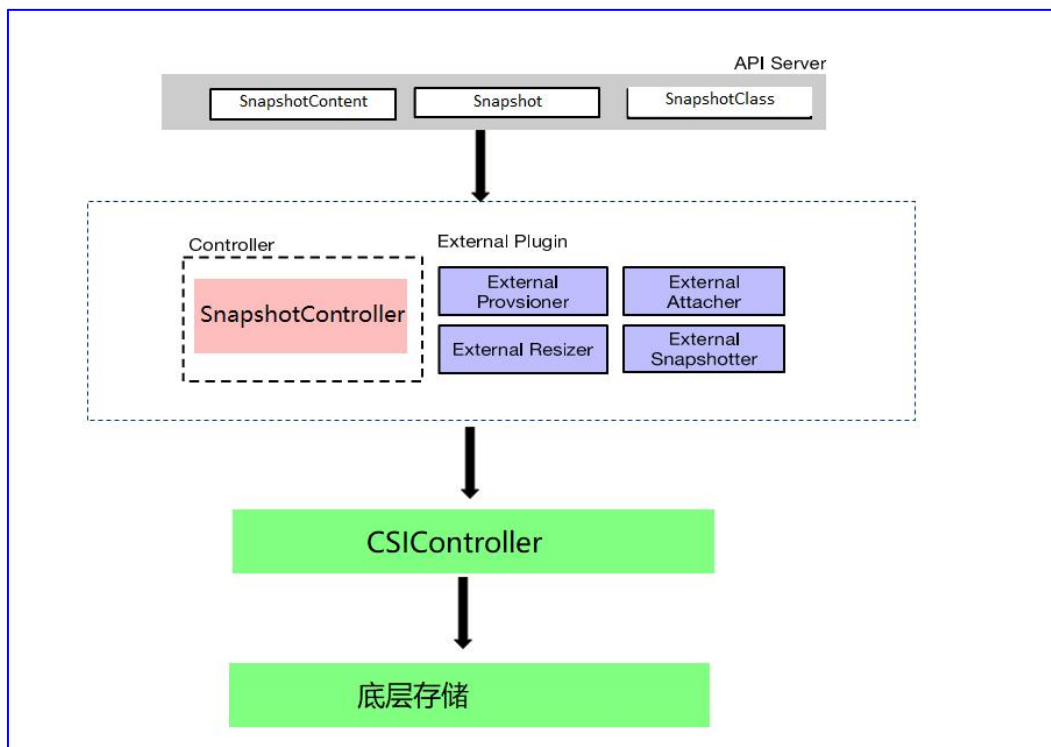 API Server
SnapshotContent
Snapshot
SnapshotClass
Controller
External Plugin
SnapshotController
External
Provsioner
External
Attacher
External Resizer
External
Snapshotter
CSIController
底层存储